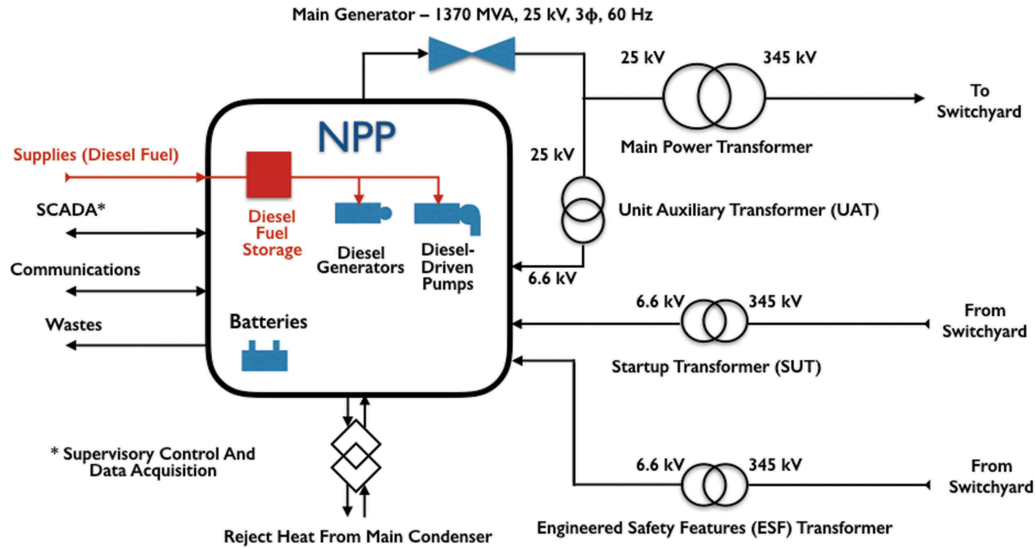 Main Generator – 1370 MVA, 25 kV, 3ϕ, 60 Hz
25 kV
345 kV
To
Switchyard
Main Power Transformer
NPP
Supplies (Diesel Fuel)
25 kV
SCADA*
Diesel
Fuel
Storage
Diesel
Generators
Diesel-
Driven
Pumps
Unit Auxiliary Transformer (UAT)
Communications
6.6 kV
Wastes
Batteries
6.6 kV
345 kV
From
Switchyard
Startup Transformer (SUT)
* Supervisory Control And
Data Acquisition
6.6 kV
345 kV
From
Switchyard
Reject Heat From Main Condenser
Engineered Safety Features (ESF) Transformer